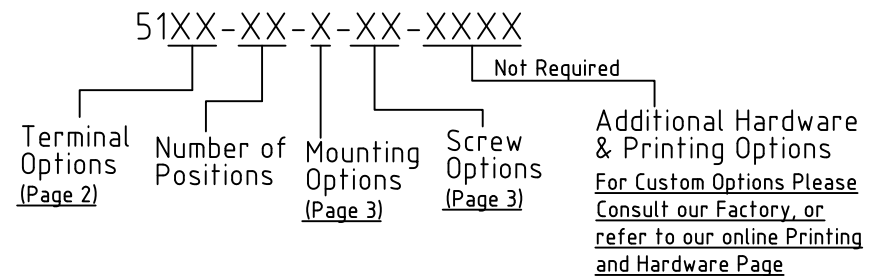 51XX-XX-X-XX-XXXX
Not Required
Terminal
Options
(Page 2)
Number of
Positions
Mounting
Options
(Page 3)
Screw
Options
(Page 3)
Additional Hardware
& Printing Options
For Custom Options Please
Consult our Factory, or
refer to our online Printing
and Hardware Page